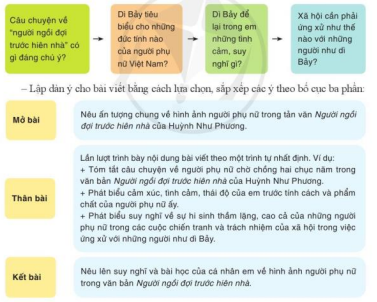 Câu chuyện về
"người ngồi đợi
trước hiên nhà" có
gì đáng chú ý?
Dì Bảy tiêu
biểu cho những
đức tính nào
của người phụ
nữ Việt Nam?
Dì Bảy để
lại trong em
những tình
cảm, suy
nghĩ gì?
Xã hội cần phải
ứng xử như thế
nào với những
người như dì
Bảy?
– Lập dàn ý cho bài viết bằng cách lựa chọn, sắp xếp các ý theo bố cục ba phần:
Mở bài
Nêu ấn tượng chung về hình ảnh người phụ nữ trong tản văn Người ngồi
đợi trước hiên nhà của Huỳnh Như Phương.
Thân bài
Lần lượt trình bày nội dung bài viết theo một trình tự nhất định. Ví dụ:
+ Tóm tắt câu chuyện về người phụ nữ chờ chồng hai chục năm trong
văn bản Người ngồi đợi trước hiên nhà của Huỳnh Như Phương.
+ Phát biểu cảm xúc, tình cảm, thái độ của em trước tính cách và phẩm
chất của người phụ nữ ấy.
+ Phát biểu suy nghĩ về sự hi sinh thầm lặng, cao cả của những người
phụ nữ trong các cuộc chiến tranh và trách nhiệm của xã hội trong việc
ứng xử với những người như dì Bảy.
Kết bài
Nêu lên suy nghĩ và bài học của cá nhân em về hình ảnh người phụ nữ
trong văn bản Người ngồi đợi trước hiên nhà.